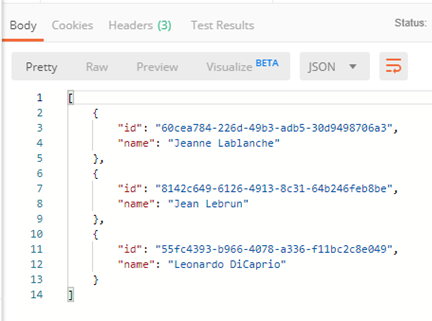 Body Cookies Headers (3) Test Results Status:
Pretty Raw Preview Visualize BETA JSON
1 [
2 {
3 "id": "60cea784-226d-49b3-adb5-30d9498706a3",
4 "name": "Jeanne Lablanche"
5 },
6 {
7 "id": "8142c649-6126-4913-8c31-64b246feb8be",
8 "name": "Jean Lebrun"
9 },
10 {
11 "id": "55fc4393-b966-4078-a336-f11bc2c8e049",
12 "name": "Leonardo DiCaprio"
13 }
14 ]